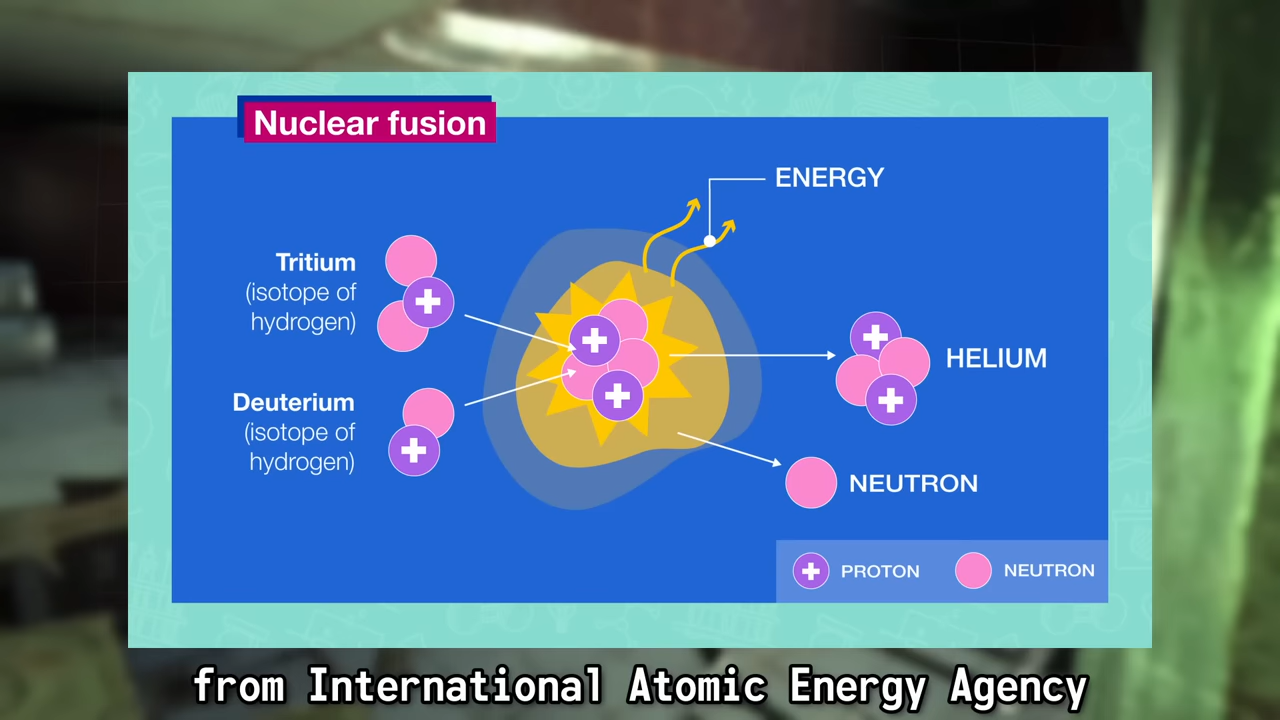 Nuclear fusion
ENERGY
Tritium
(isotope of
hydrogen)
Deuterium
(isotope of
hydrogen)
HELIUM
NEUTRON
PROTON
NEUTRON
from International Atomic Energy Agency